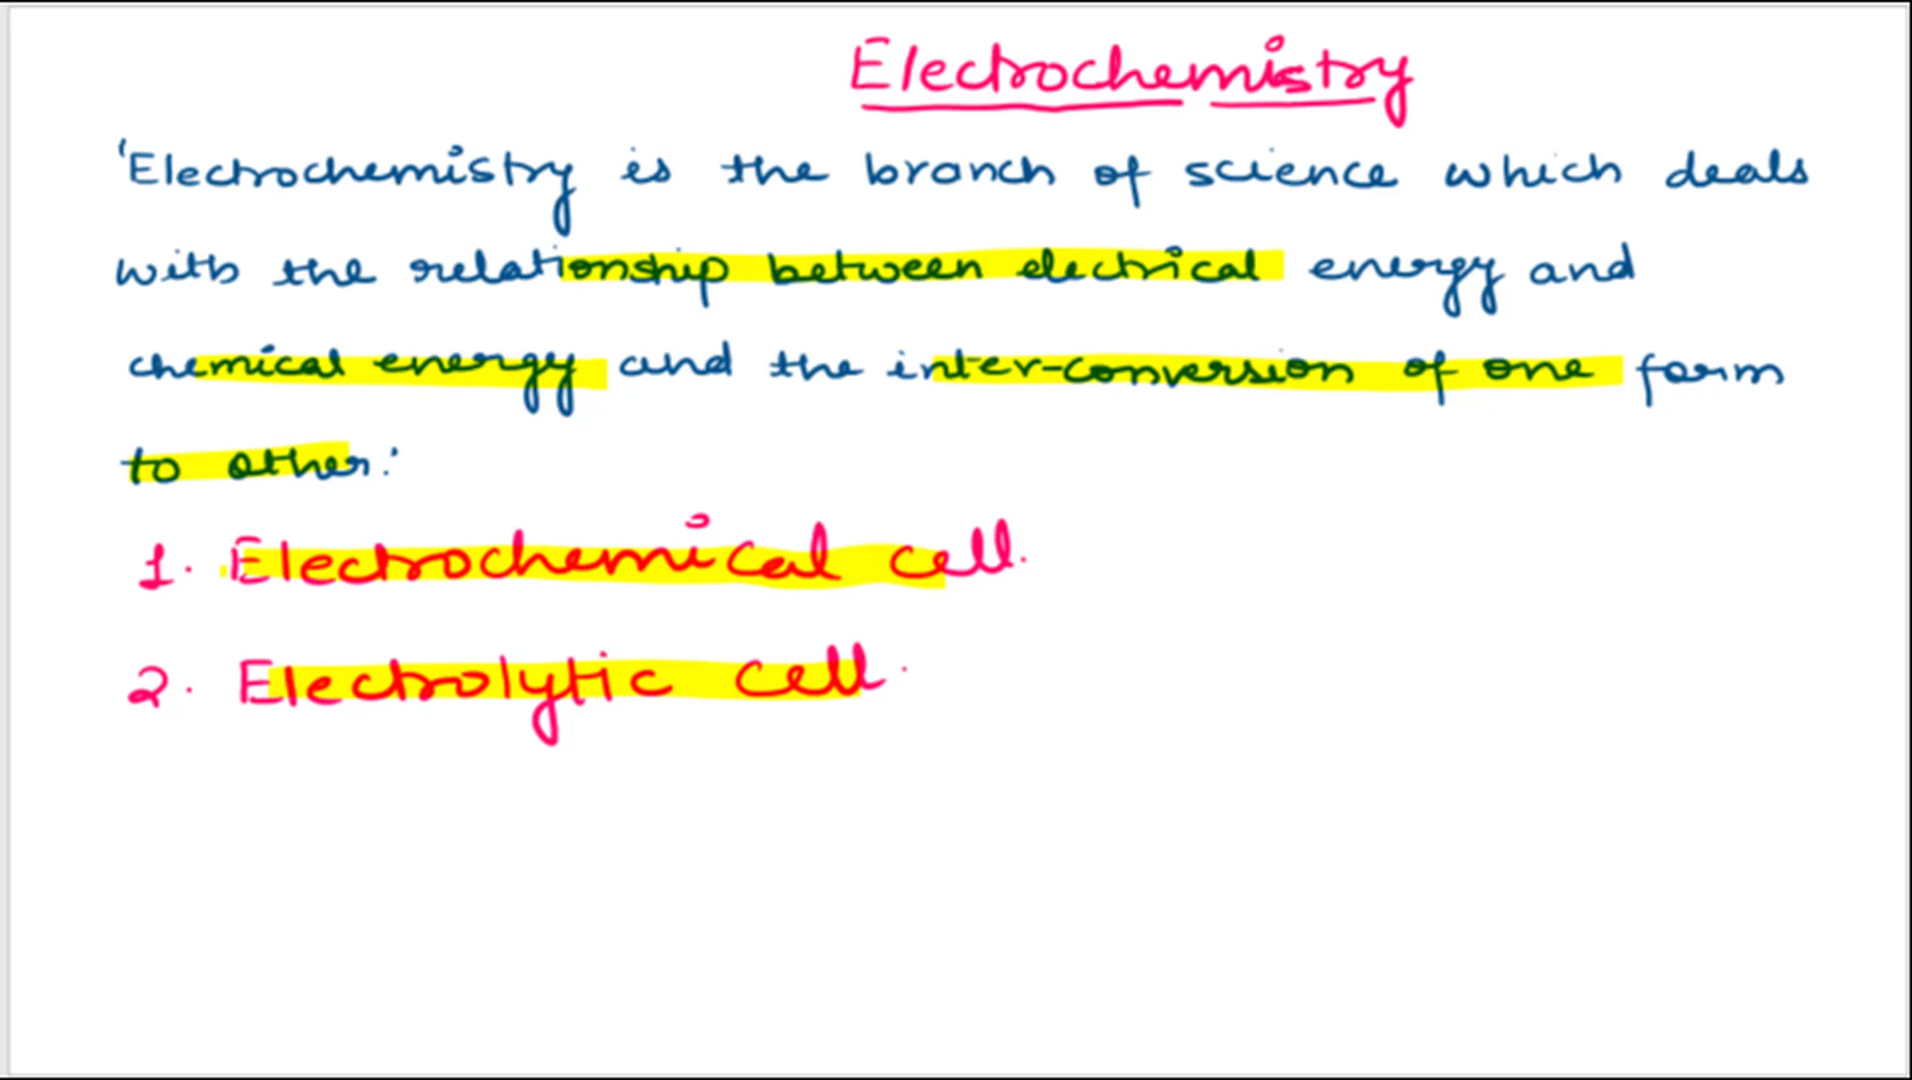 Electrochemistry
'Electrochemistry is the branch of science which deals
with the relationship between electrical energy and
chemical energy and the inter-conversion of one form
to other.'
1. Electrochemical cell.
2. Electrolytic cell.